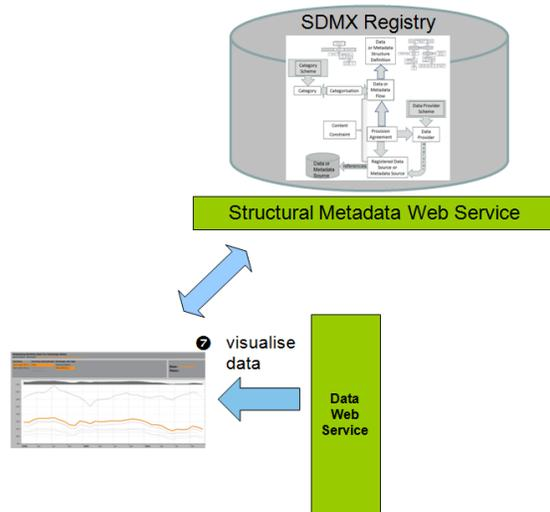 SDMX Registry
Data
or Metadata
Structure
Definition
Category
Scheme
Category
Categorisation
Data or
Metadata
Flow
Data Provider
Scheme
Content
Constraint
Provision
Agreement
Data
Provider
Data or
Metadata
Source
references
Registered Data
Source or
Metadata Source
Structural Metadata Web Service
❼ visualise
data
Data
Web
Service